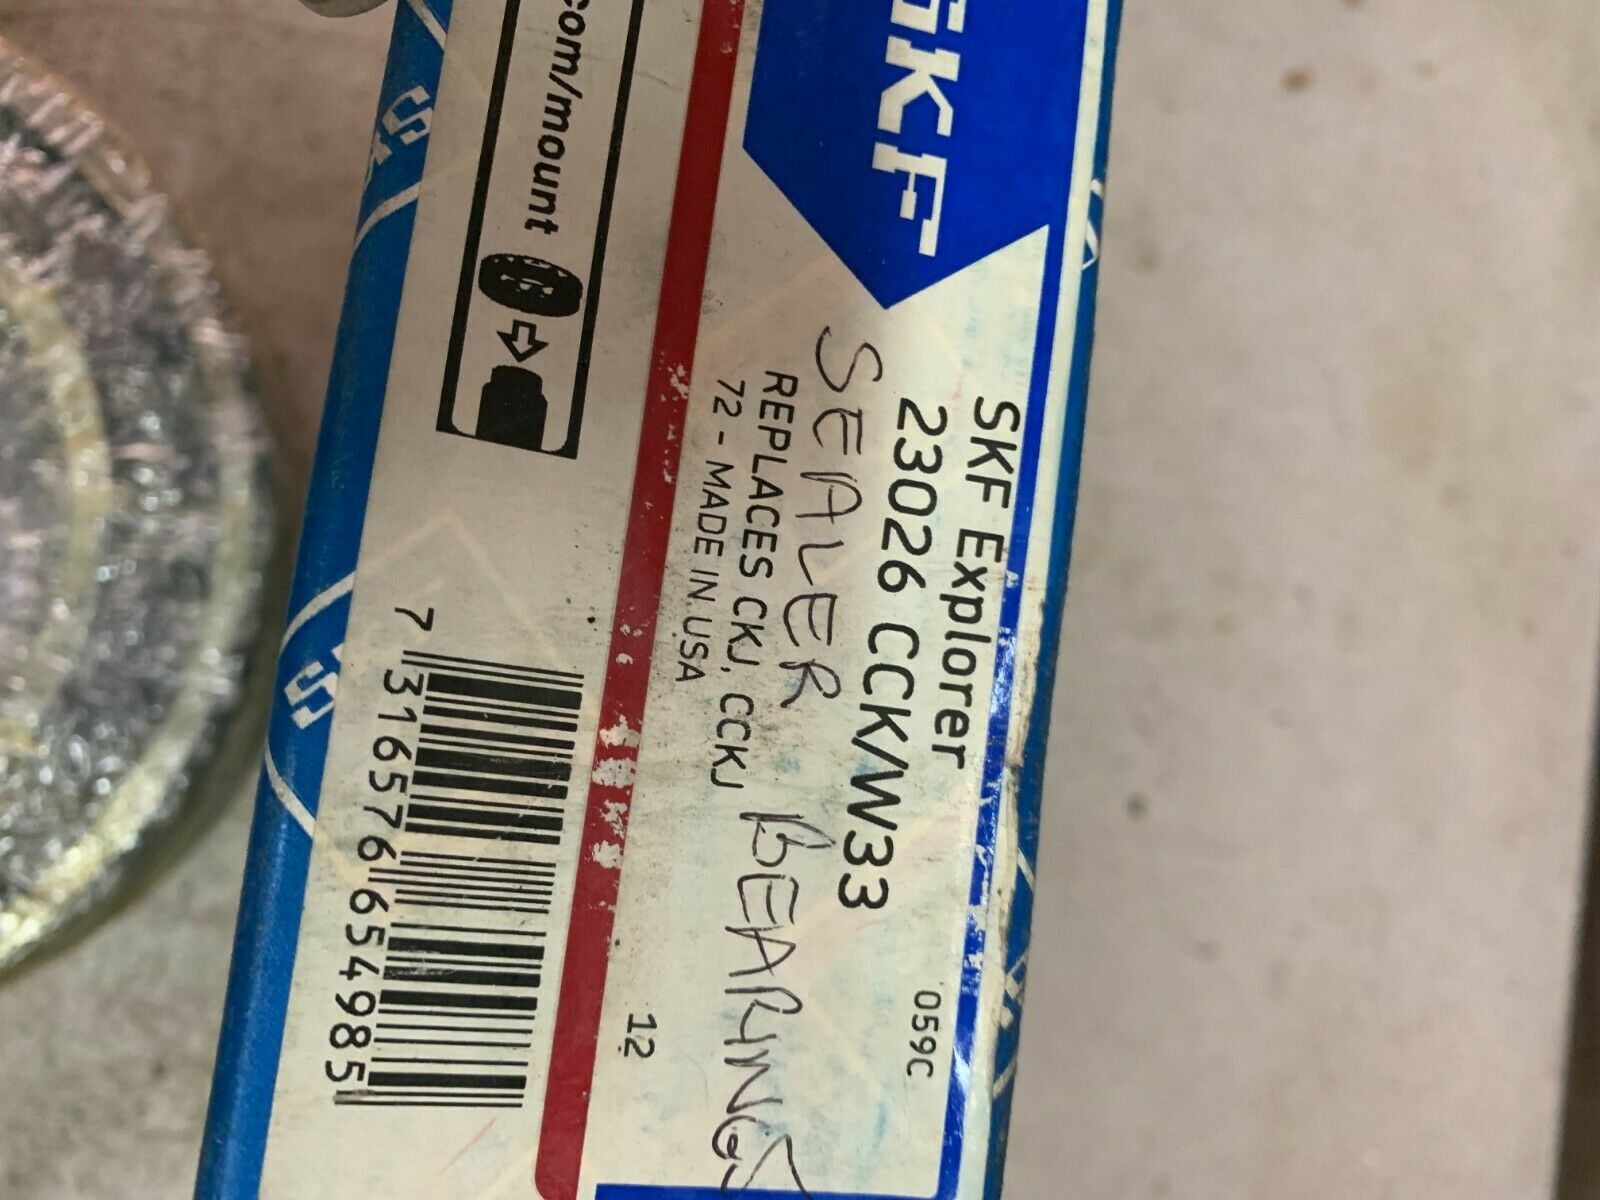 SKF
SKF Explorer
23026 CCK/W33
059C
SEALER BEARINGS
REPLACES CKJ, CCKJ
72 - MADE IN USA
12
com/mount
7 316576 654985